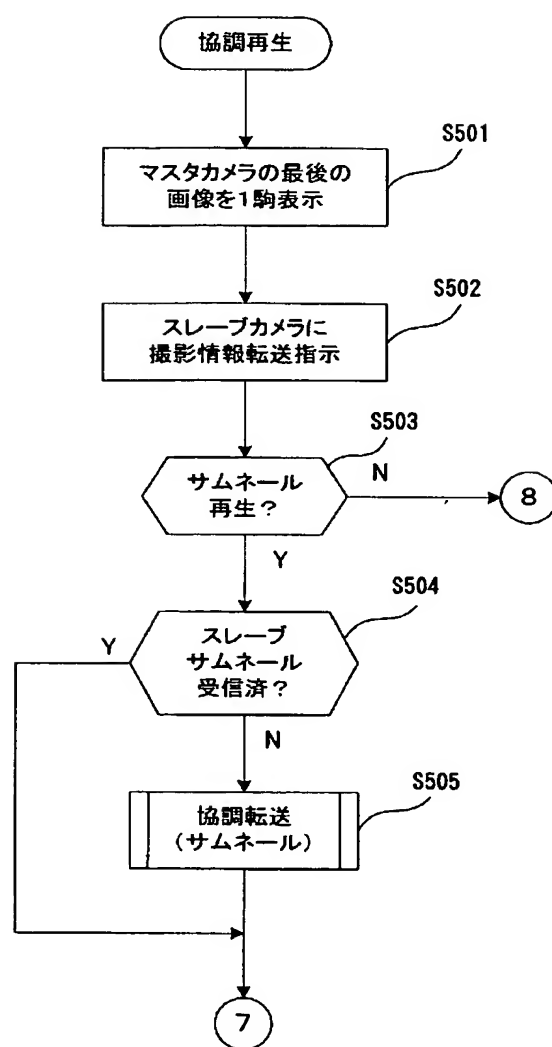 協調再生
S501
マスタカメラの最後の
画像を1駒表示
S502
スレーブカメラに
撮影情報転送指示
S503
サムネール
再生?
N
8
Y
S504
スレーブ
サムネール
受信済?
Y
N
S505
協調転送
(サムネール)
7